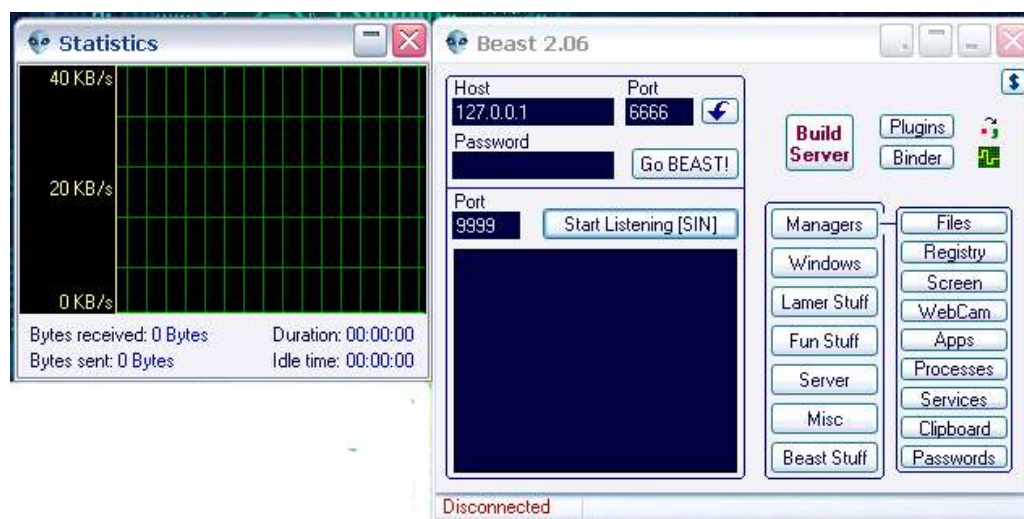 Statistics
40 KB/s
20 KB/s
0 KB/s
Bytes received: 0 Bytes
Duration: 00:00:00
Bytes sent: 0 Bytes
Idle time: 00:00:00
Beast 2.06
Host
Port
127.0.0.1
6666
Password
Go BEAST!
Port
9999
Start Listening [SIN]
Build
Server
Plugins
Binder
Managers
Windows
Lamer Stuff
Fun Stuff
Server
Misc
Beast Stuff
Files
Registry
Screen
WebCam
Apps
Processes
Services
Clipboard
Passwords
Disconnected